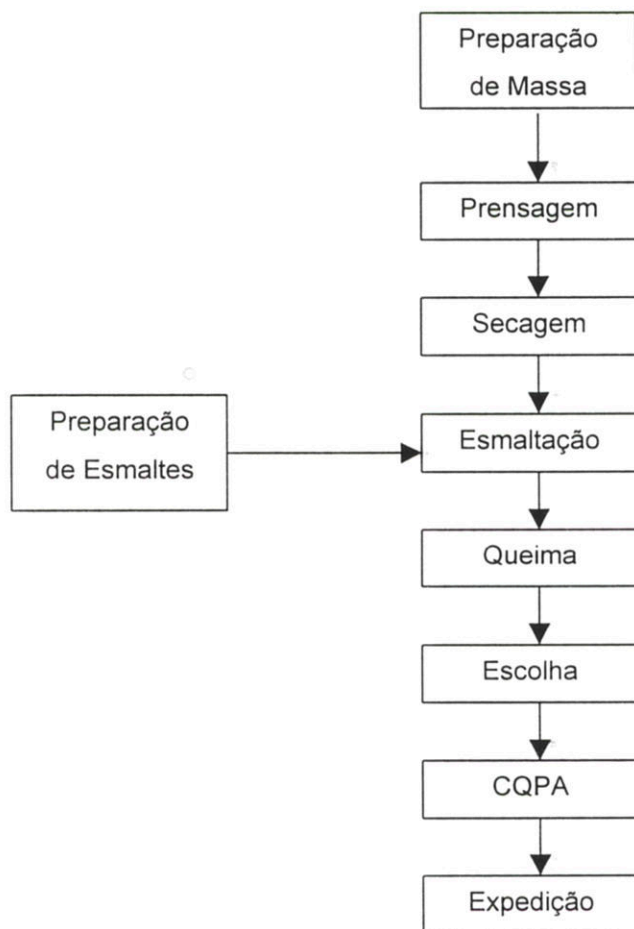 Preparação
de Massa
Prensagem
Secagem
Preparação
de Esmaltes
Esmaltação
Queima
Escolha
CQPA
Expedição